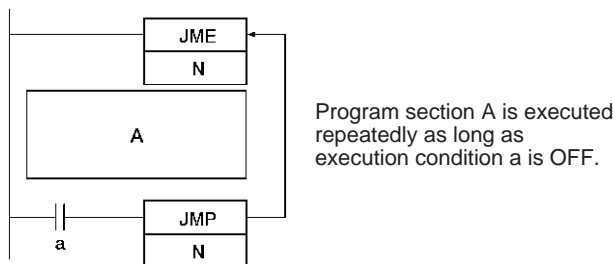 JME
N
A
Program section A is executed
repeatedly as long as
execution condition a is OFF.
JMP
a
N